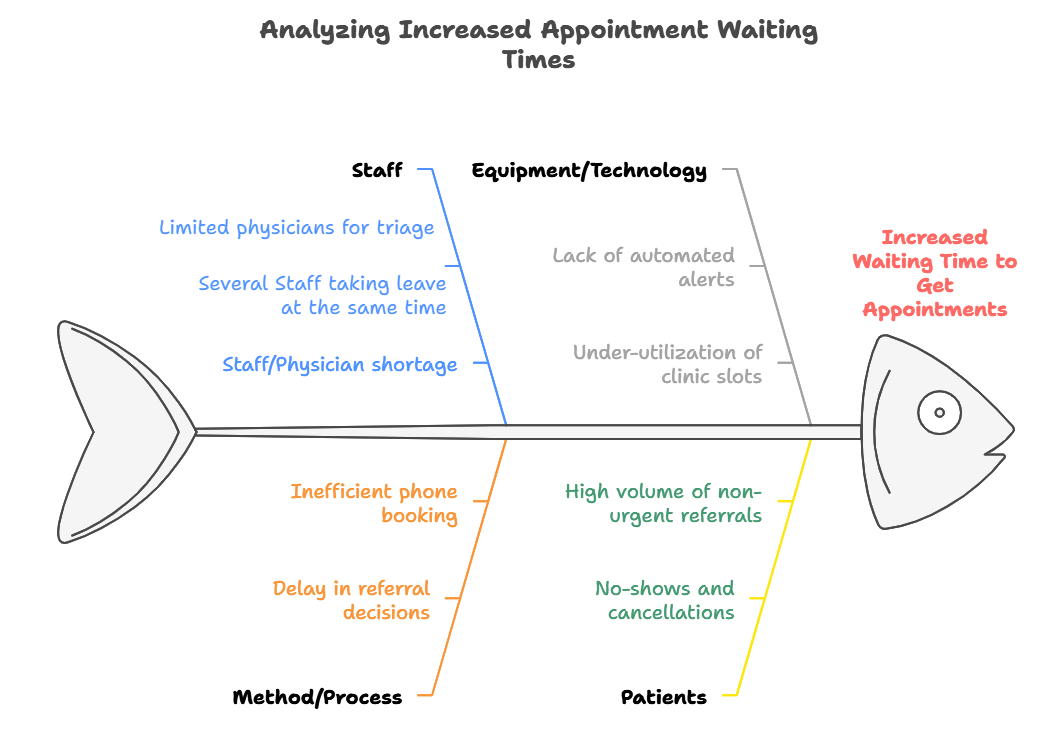 Analyzing Increased Appointment Waiting
Times
Staff
Equipment/Technology
Limited physicians for triage
Several Staff taking leave
at the same time
Staff/Physician shortage
Lack of automated
alerts
Under-utilization of
clinic slots
Increased
Waiting Time to
Get
Appointments
Inefficient phone
booking
Delay in referral
decisions
Method/Process
High volume of non-
urgent referrals
No-shows and
cancellations
Patients